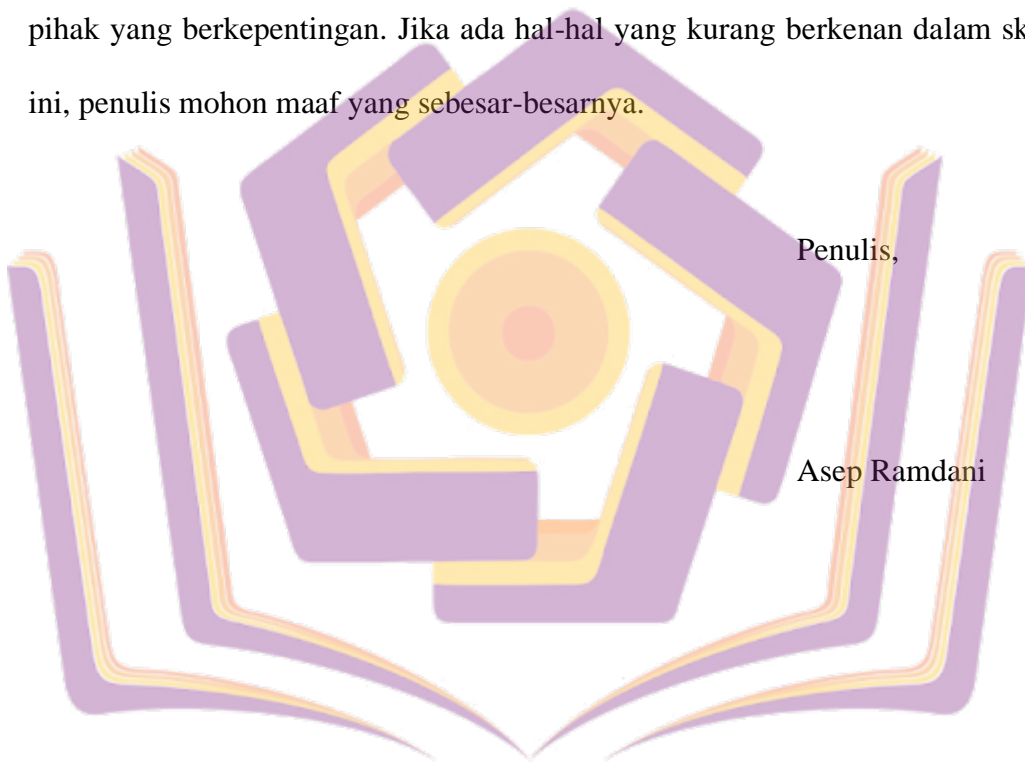 pihak yang berkepentingan. Jika ada hal-hal yang kurang berkenan dalam
ini, penulis mohon maaf yang sebesar-besarnya.
Penulis,
Asep Ramdani